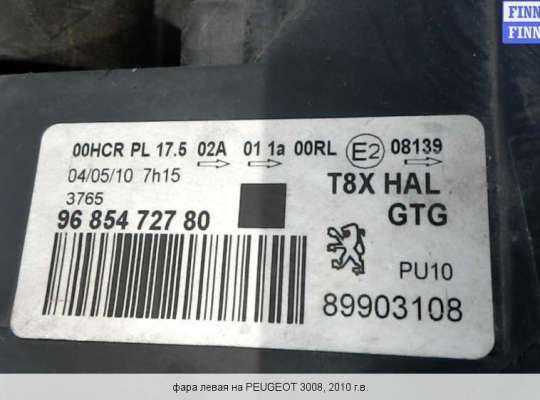 FINN
FINN
00HCR PL 17.5 02A 01 1a 00RL E2 08139
04/05/10 7h15 T8X HAL
3765 GTG
96 854 727 80
PU10
89903108
фара левая на PEUGEOT 3008, 2010 г.в.